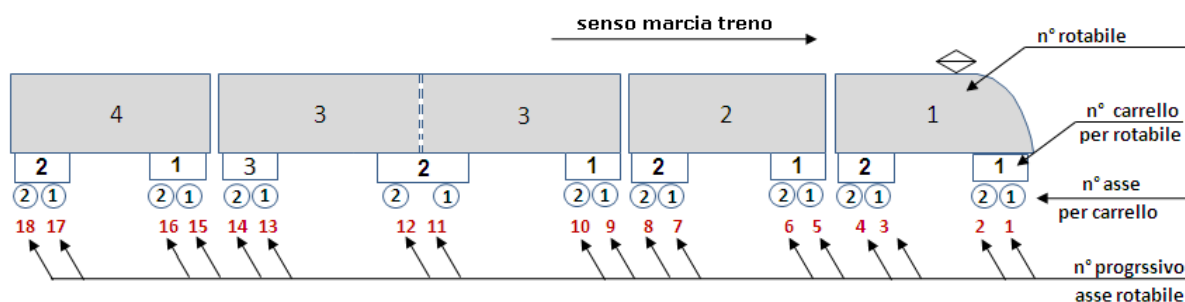 senso marcia treno
n° rotabile
4 3 3 2 1
n° carrello
per rotabile
2 1 3 2 1 2 1 2 1
2 1 2 1 2 1 2 1 2 1 2 1 2 1 2 1 2 1
n° asse
per carrello
18 17 16 15 14 13 12 11 10 9 8 7 6 5 4 3 2 1
n° progrssivo
asse rotabile